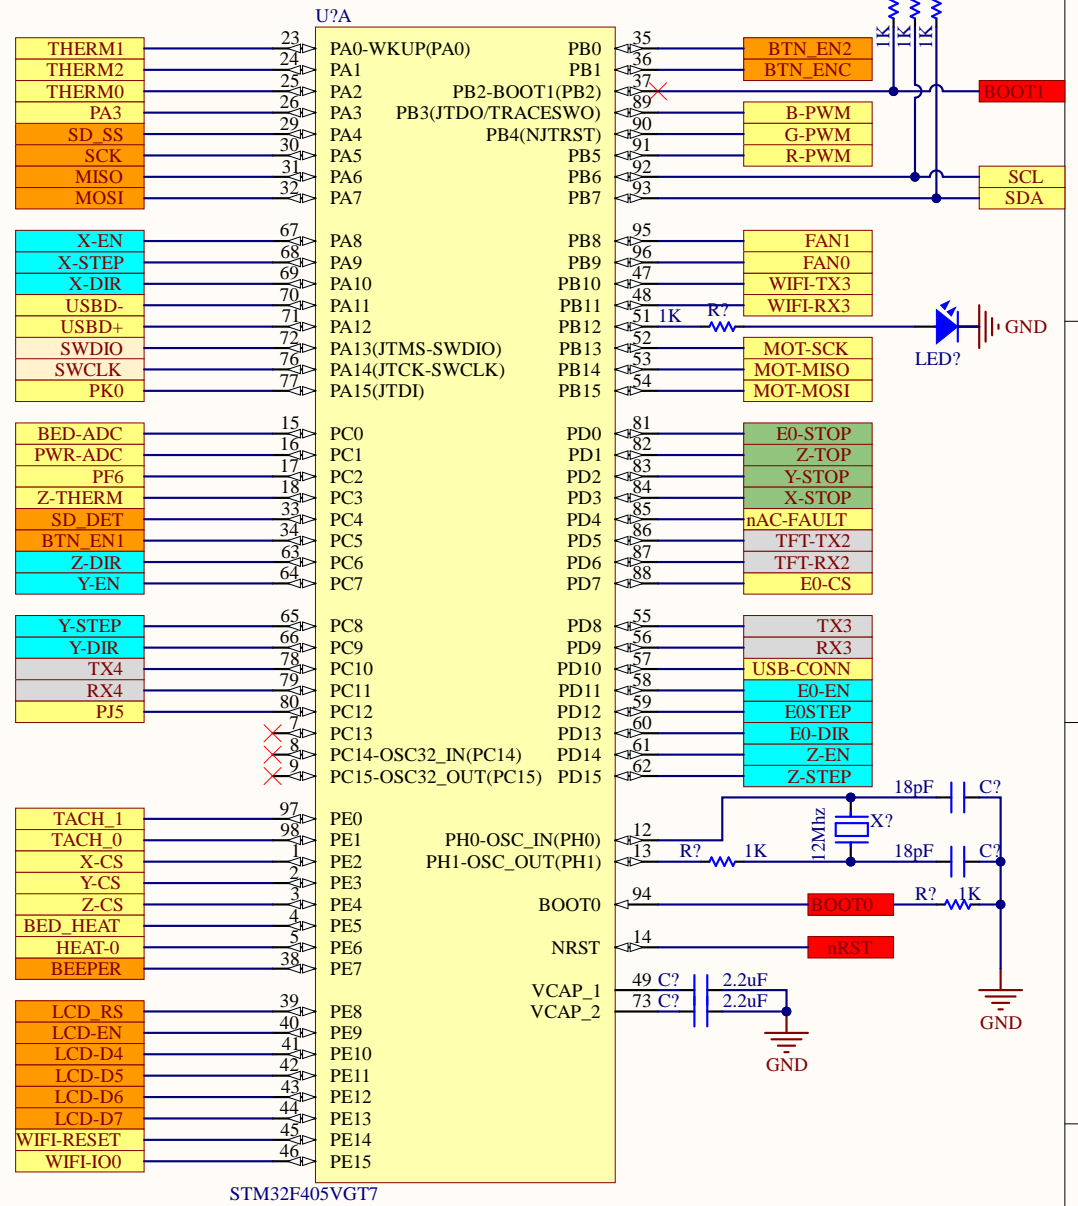 U?A
1K 1K 1K
THERM1 23 PA0-WKUP(PA0) PB0 35 BTN_EN2
THERM2 24 PA1 PB1 36 BTN_ENC
THERM0 25 PA2 PB2-BOOT1(PB2) 37 BOOT1
PA3 26 PA3 PB3(JTDO/TRACESWO) 89 B-PWM
SD_SS 29 PA4 PB4(NJTRST) 90 G-PWM
SCK 30 PA5 PB5 91 R-PWM
MISO 31 PA6 PB6 92 SCL
MOSI 32 PA7 PB7 93 SDA
X-EN 67 PA8 PB8 95 FAN1
X-STEP 68 PA9 PB9 96 FAN0
X-DIR 69 PA10 PB10 47 WIFI-TX3
USBD- 70 PA11 PB11 48 WIFI-RX3
USBD+ 71 PA12 PB12 51 1K R? GND
SWDIO 72 PA13(JTMS-SWDIO) PB13 52 MOT-SCK LED?
SWCLK 76 PA14(JTCK-SWCLK) PB14 53 MOT-MISO
PK0 77 PA15(JTDI) PB15 54 MOT-MOSI
BED-ADC 15 PC0 PD0 81 E0-STOP
PWR-ADC 16 PC1 PD1 82 Z-TOP
PF6 17 PC2 PD2 83 Y-STOP
Z-THERM 18 PC3 PD3 84 X-STOP
SD_DET 33 PC4 PD4 85 nAC-FAULT
BTN_EN1 34 PC5 PD5 86 TFT-TX2
Z-DIR 63 PC6 PD6 87 TFT-RX2
Y-EN 64 PC7 PD7 88 E0-CS
Y-STEP 65 PC8 PD8 55 TX3
Y-DIR 66 PC9 PD9 56 RX3
TX4 78 PC10 PD10 57 USB-CONN
RX4 79 PC11 PD11 58 E0-EN
PJ5 80 PC12 PD12 59 E0STEP
7 PC13 PD13 60 E0-DIR
8 PC14-OSC32_IN(PC14) PD14 61 Z-EN
9 PC15-OSC32_OUT(PC15) PD15 62 Z-STEP
18pF C?
TACH_1 97 PE0 12Mhz X?
TACH_0 98 PE1 PH0-OSC_IN(PH0) 12
X-CS 1 PE2 PH1-OSC_OUT(PH1) 13 R? 1K 18pF C?
Y-CS 2 PE3
Z-CS 3 PE4 BOOT0 94 BOOT0 R? 1K
BED_HEAT 4 PE5
HEAT-0 5 PE6 NRST 14 nRST
BEEPER 38 PE7
VCAP_1 49 C? 2.2uF
LCD_RS 39 PE8 VCAP_2 73 C? 2.2uF
GND
LCD-EN 40 PE9
LCD-D4 41 PE10 GND
LCD-D5 42 PE11
LCD-D6 43 PE12
LCD-D7 44 PE13
WIFI-RESET 45 PE14
WIFI-IO0 46 PE15
STM32F405VGT7